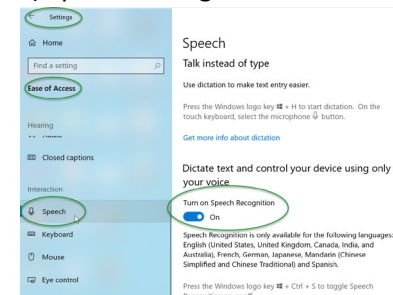 Settings
Home
Find a setting
Ease of Access
Hearing
Audio
Closed captions
Interaction
Speech
Keyboard
Mouse
Eye control
Speech
Talk instead of type
Use dictation to make text entry easier.
Press the Windows logo key + H to start dictation. On the
touch keyboard, select the microphone button.
Get more info about dictation
Dictate text and control your device using only
your voice
Turn on Speech Recognition
On
Speech Recognition is only available for the following languages:
English (United States, United Kingdom, Canada, India, and
Australia), French, German, Japanese, Mandarin (Chinese
Simplified and Chinese Traditional) and Spanish.
Press the Windows logo key + Ctrl + S to toggle Speech